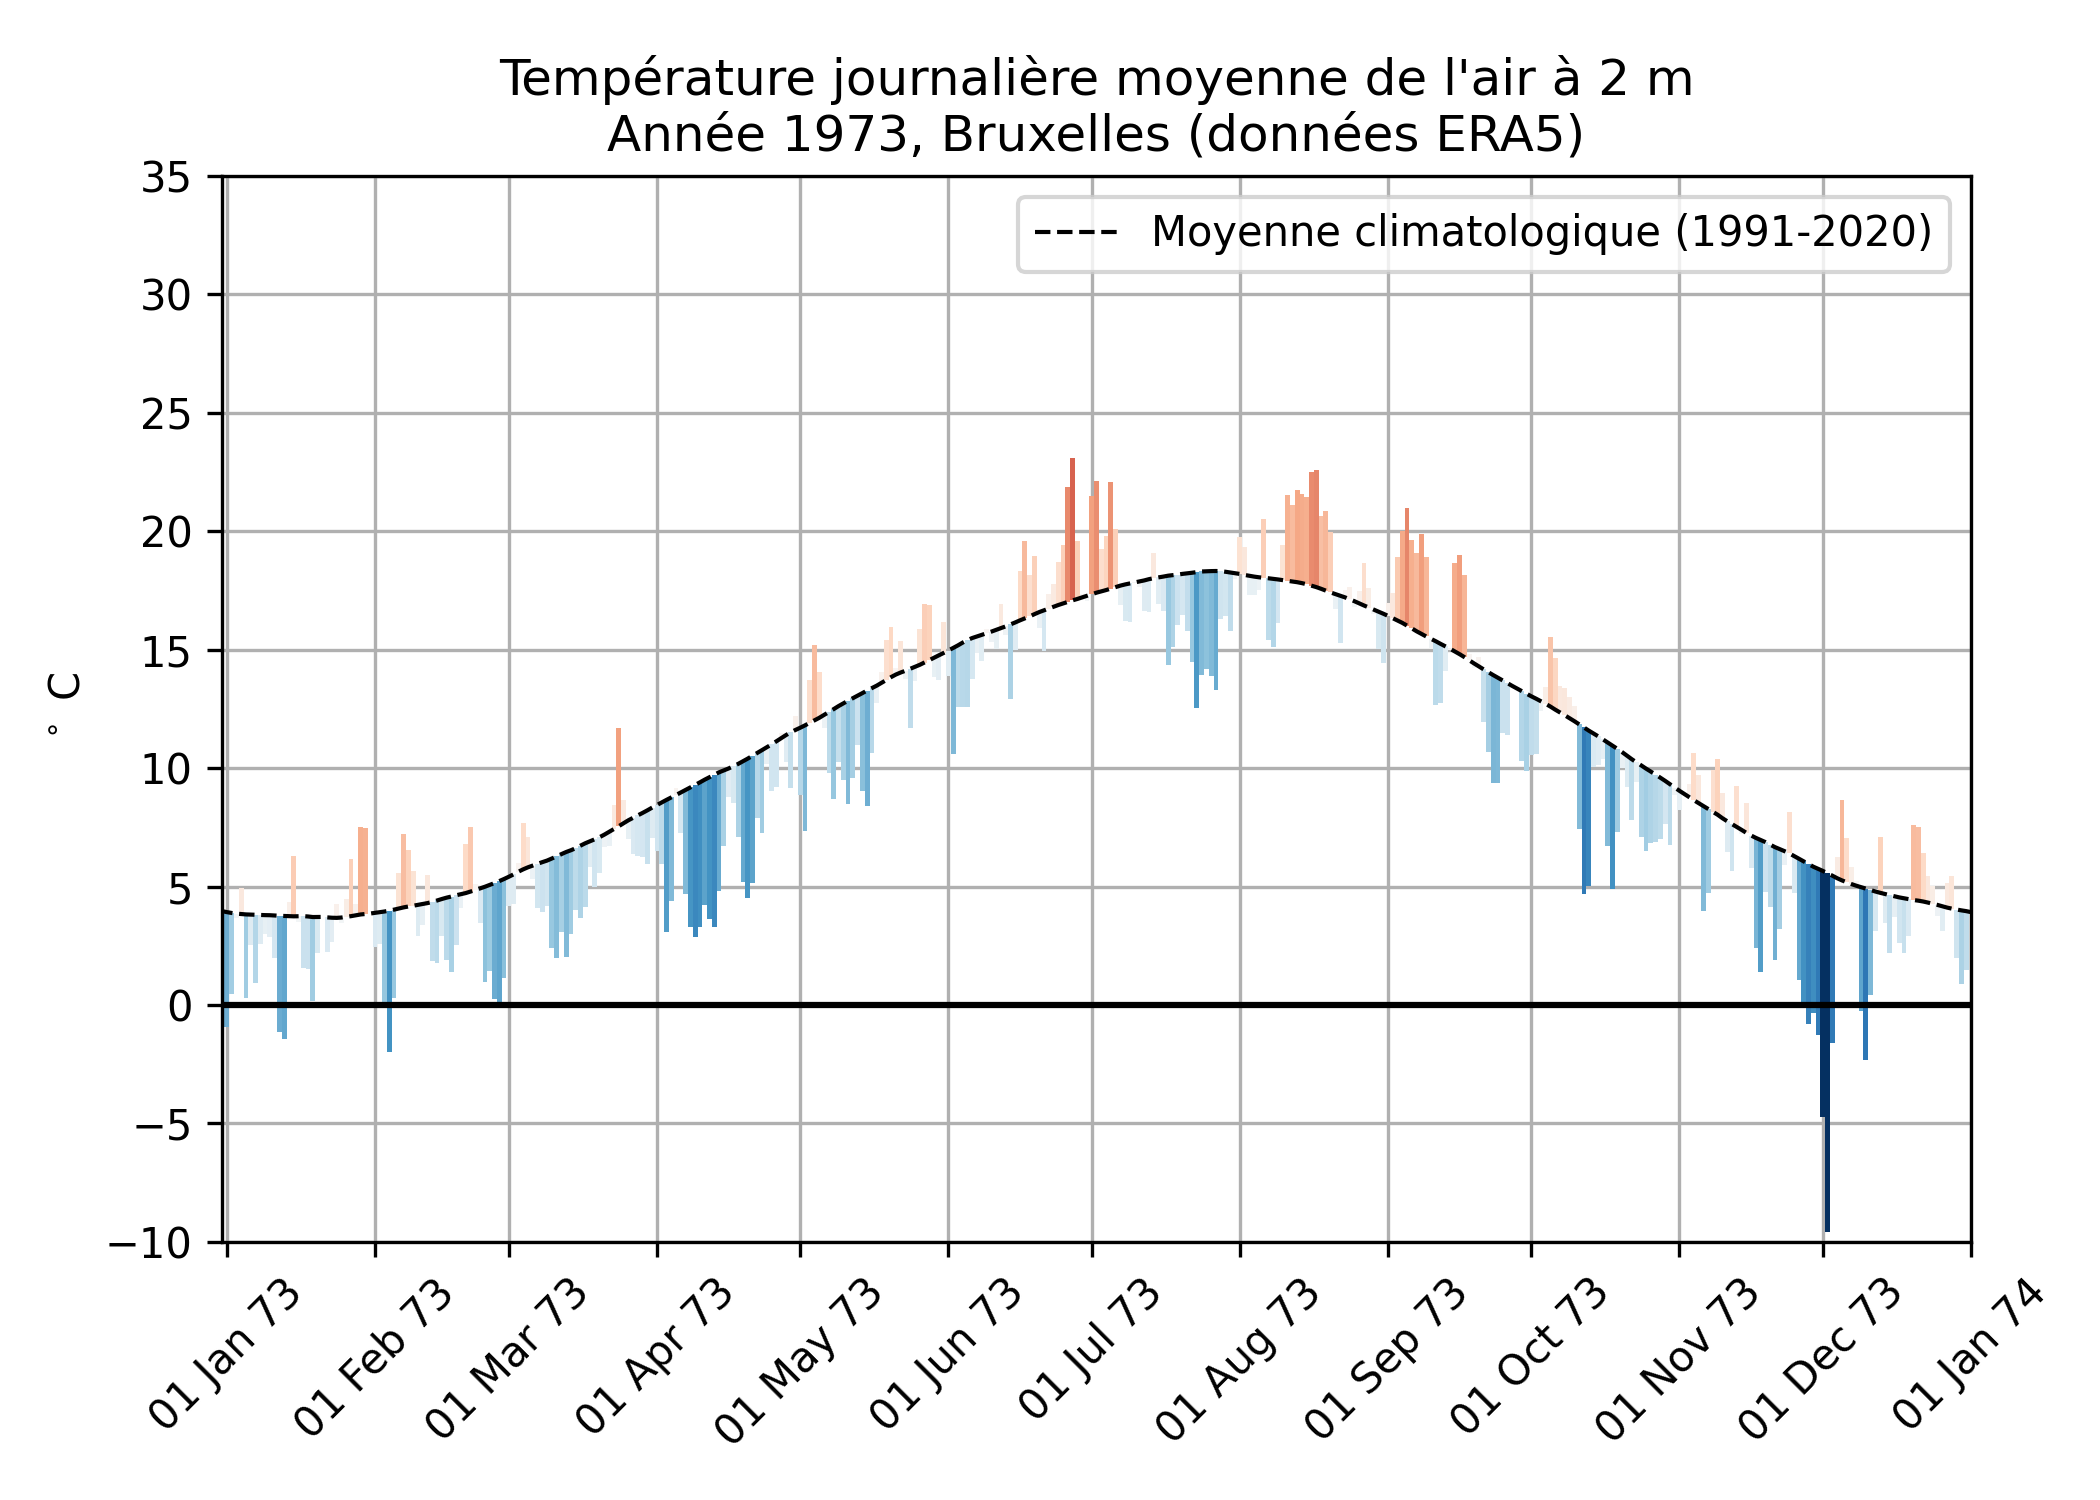 Température journalière moyenne de l'air à 2 m
Année 1973, Bruxelles (données ERA5)
Moyenne climatologique (1991-2020)
35
30
25
20
15
10
5
0
−5
−10
° C
01 Jan 73
01 Feb 73
01 Mar 73
01 Apr 73
01 May 73
01 Jun 73
01 Jul 73
01 Aug 73
01 Sep 73
01 Oct 73
01 Nov 73
01 Dec 73
01 Jan 74